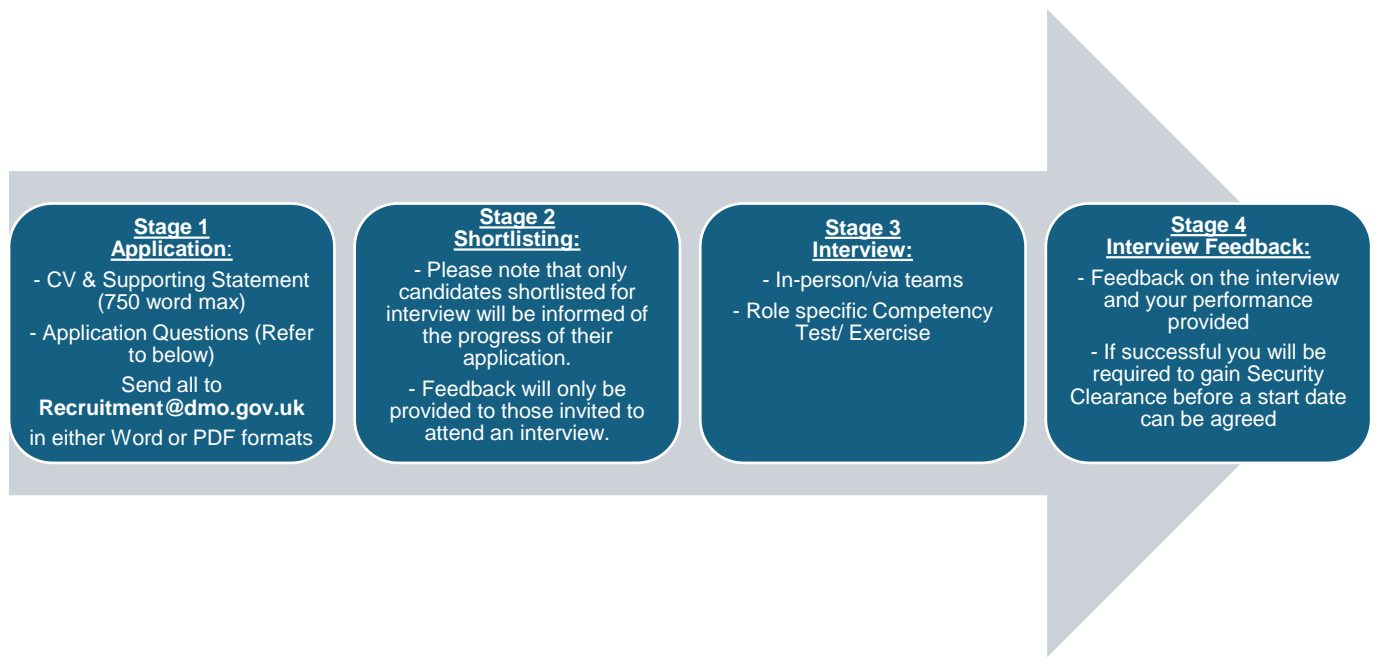 Stage 1
Application:
- CV & Supporting Statement
(750 word max)
- Application Questions (Refer
to below)
Send all to
Recruitment@dmo.gov.uk
in either Word or PDF formats
Stage 2
Shortlisting:
- Please note that only
candidates shortlisted for
interview will be informed of
the progress of their
application.
- Feedback will only be
provided to those invited to
attend an interview.
Stage 3
Interview:
- In-person/via teams
- Role specific Competency
Test/ Exercise
Stage 4
Interview Feedback:
- Feedback on the interview
and your performance
provided
- If successful you will be
required to gain Security
Clearance before a start date
can be agreed